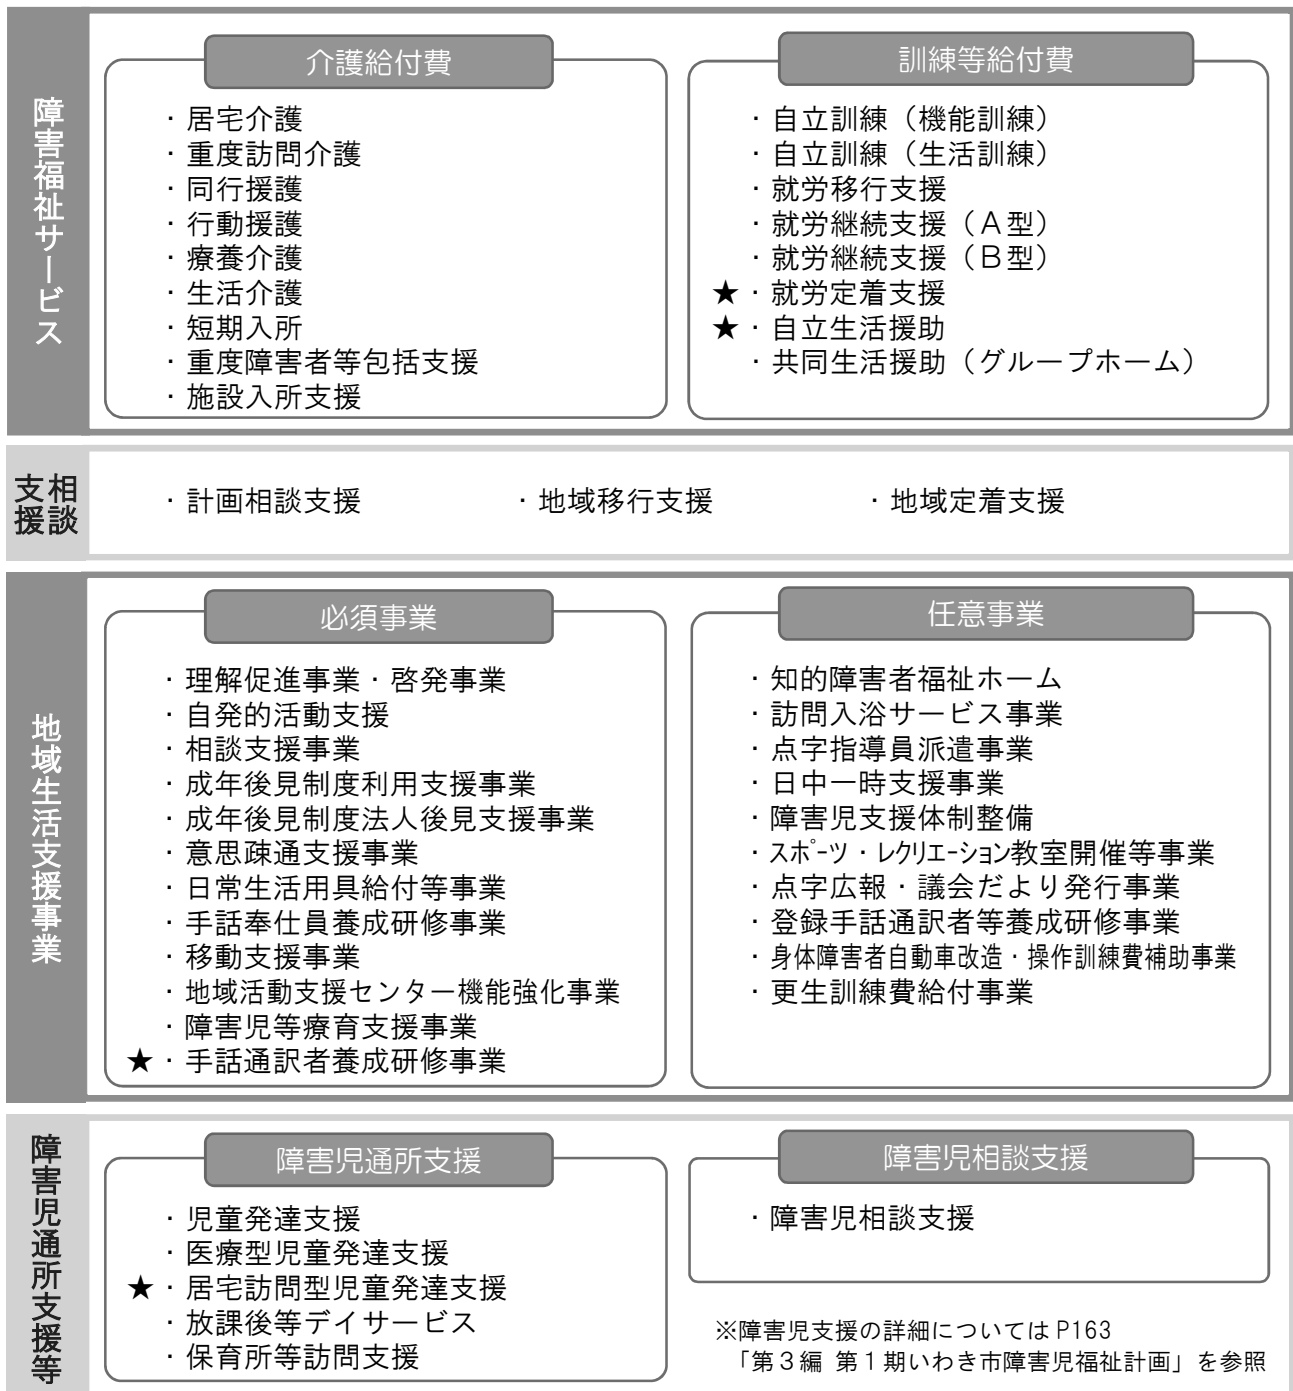 障害福祉サービス
介護給付費
・居宅介護
・重度訪問介護
・同行援護
・行動援護
・療養介護
・生活介護
・短期入所
・重度障害者等包括支援
・施設入所支援
訓練等給付費
・自立訓練（機能訓練）
・自立訓練（生活訓練）
・就労移行支援
・就労継続支援（Ａ型）
・就労継続支援（Ｂ型）
★・就労定着支援
★・自立生活援助
・共同生活援助（グループホーム）
相談
支援
・計画相談支援　・地域移行支援　・地域定着支援
地域生活支援事業
必須事業
・理解促進事業・啓発事業
・自発的活動支援
・相談支援事業
・成年後見制度利用支援事業
・成年後見制度法人後見支援事業
・意思疎通支援事業
・日常生活用具給付等事業
・手話奉仕員養成研修事業
・移動支援事業
・地域活動支援センター機能強化事業
・障害児等療育支援事業
★・手話通訳者養成研修事業
任意事業
・知的障害者福祉ホーム
・訪問入浴サービス事業
・点字指導員派遣事業
・日中一時支援事業
・障害児支援体制整備
・ｽﾎﾟｰﾂ・ﾚｸﾘｴｰｼｮﾝ教室開催等事業
・点字広報・議会だより発行事業
・登録手話通訳者等養成研修事業
・身体障害者自動車改造・操作訓練費補助事業
・更生訓練費給付事業
障害児通所支援等
障害児通所支援
・児童発達支援
・医療型児童発達支援
★・居宅訪問型児童発達支援
・放課後等デイサービス
・保育所等訪問支援
障害児相談支援
・障害児相談支援
※障害児支援の詳細については P163
「第３編 第１期いわき市障害児福祉計画」を参照